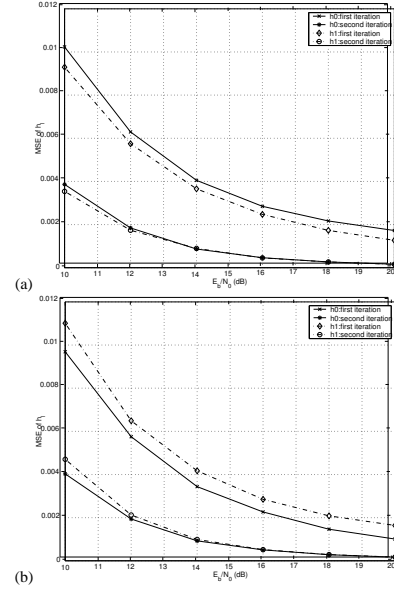 0.012
h0:first iteration
h0:second iteration
h1:first iteration
h1:second iteration
0.01
0.008
0.006
0.004
0.002
0
MSE of h_i
10 11 12 13 14 15 16 17 18 19 20
E_b/N_0 (dB)
(a)
0.012
h0:first iteration
h0:second iteration
h1:first iteration
h1:second iteration
0.01
0.008
0.006
0.004
0.002
0
MSE of h_i
10 11 12 13 14 15 16 17 18 19 20
E_b/N_0 (dB)
(b)